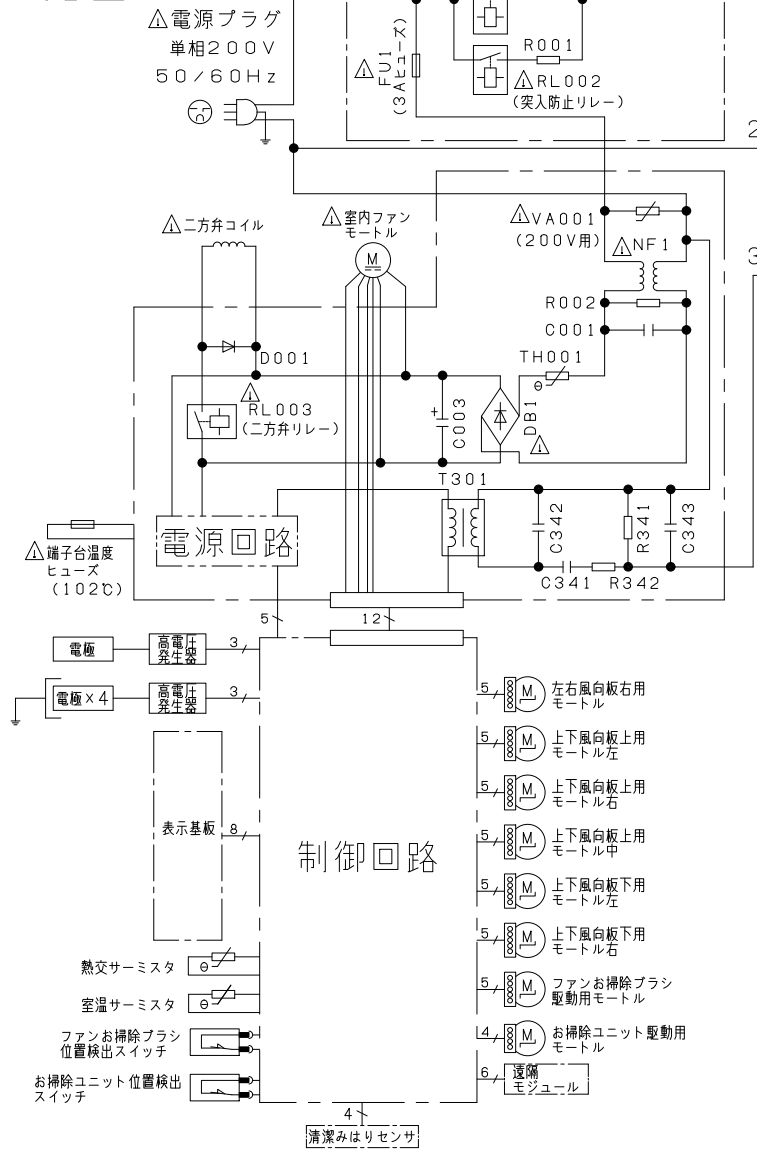 ⚠電源プラグ
単相200V
50/60Hz
FU1
(3Aヒューズ)
R001
⚠RL002
(突入防止リレー)
2
⚠二方弁コイル
⚠室内ファン
モートル
M
⚠VA001
(200V用)
⚠NF1
3
R002
C001
D001
TH001
θ
⚠
RL003
(二方弁リレー)
+
C003
DB1
⚠
T301
電源回路
C342
R341
C343
C341
R342
⚠端子台温度
ヒューズ
(102℃)
5
12
電極
高電圧
発生器
3
電極×4
高電圧
発生器
3
表示基板
8
制御回路
5
M
左右風向板右用
モートル
5
M
上下風向板上用
モートル左
5
M
上下風向板上用
モートル右
5
M
上下風向板上用
モートル中
5
M
上下風向板下用
モートル左
5
M
上下風向板下用
モートル右
5
M
ファンお掃除ブラシ
駆動用モートル
4
M
お掃除ユニット駆動用
モートル
6
遠隔
モジュール
熱交サーミスタ
θ
室温サーミスタ
θ
ファンお掃除ブラシ
位置検出スイッチ
お掃除ユニット位置検出
スイッチ
4
清潔みはりセンサ